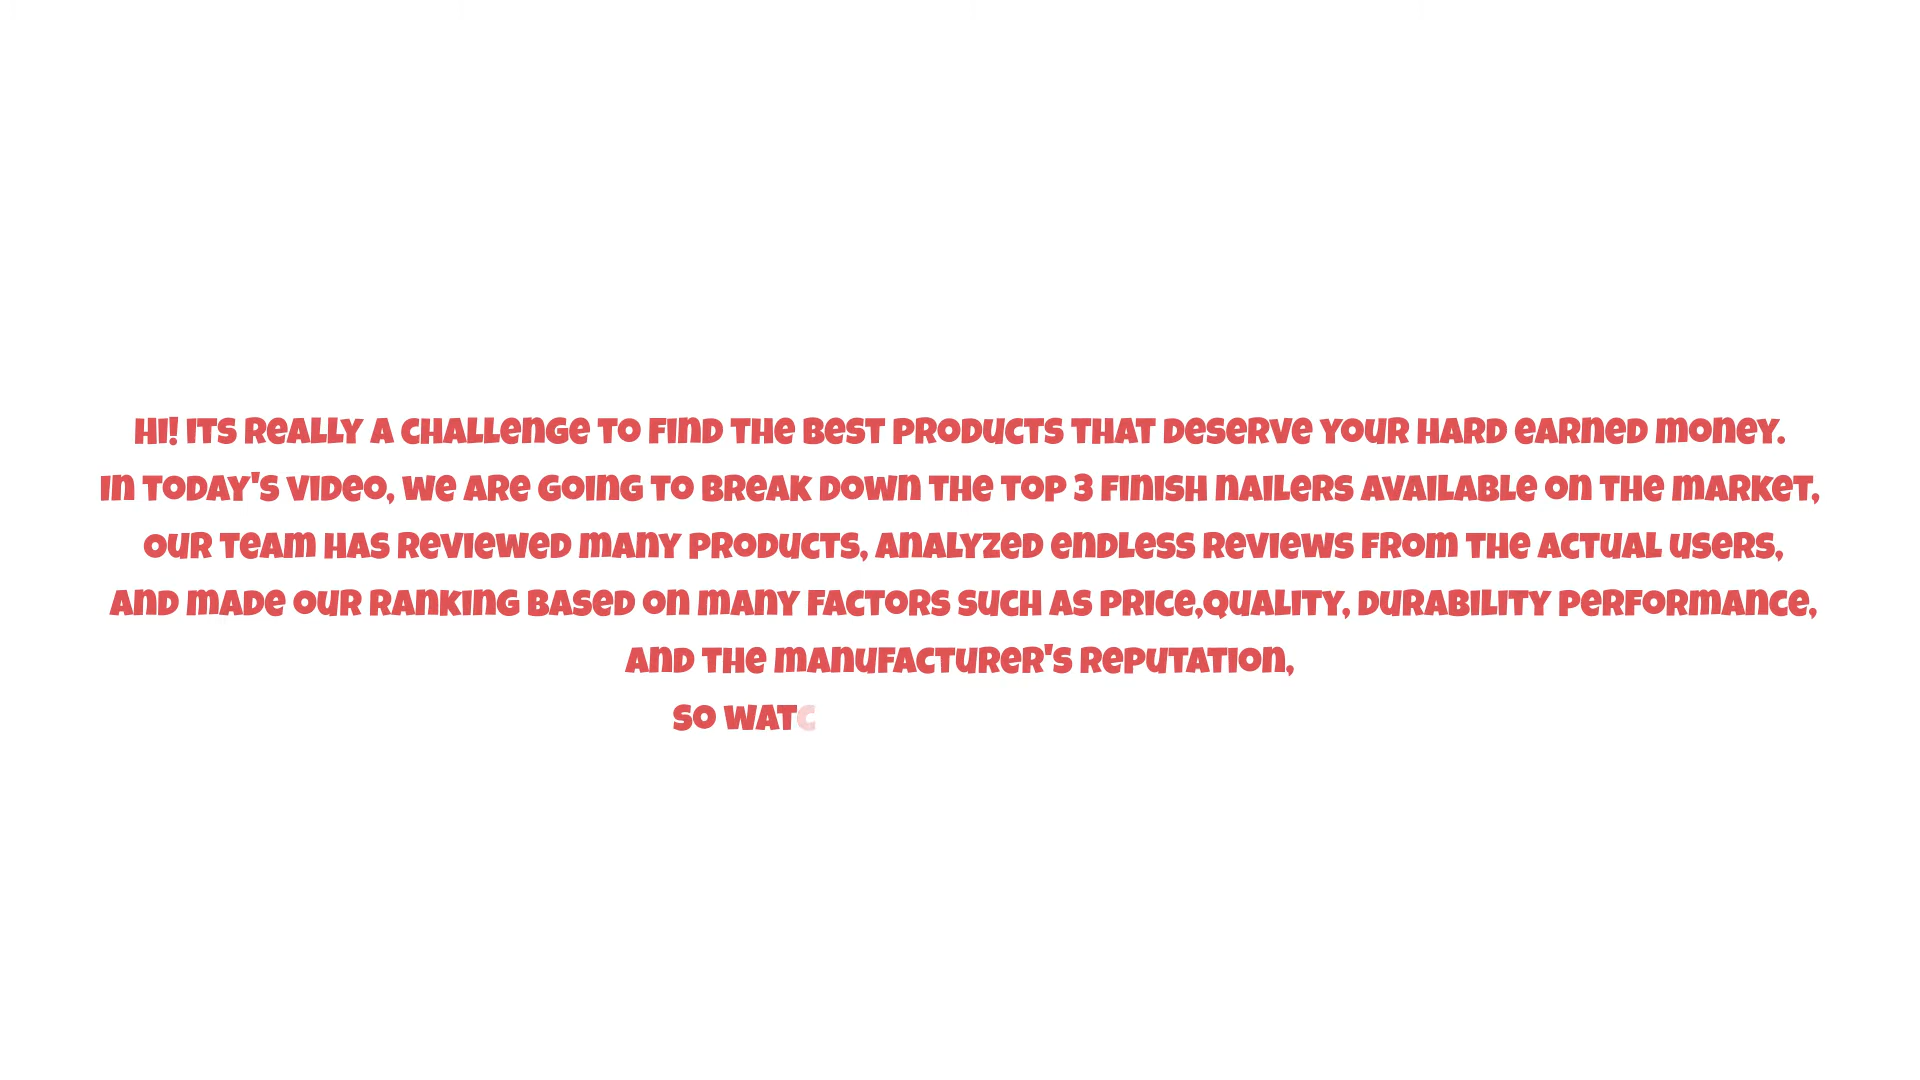 HI! ITS REALLY A CHALLENGE TO FIND THE BEST PRODUCTS THAT DESERVE YOUR HARD EARNED MONEY.
IN TODAY'S VIDEO, WE ARE GOING TO BREAK DOWN THE TOP 3 FINISH NAILERS AVAILABLE ON THE MARKET,
OUR TEAM HAS REVIEWED MANY PRODUCTS, ANALYZED ENDLESS REVIEWS FROM THE ACTUAL USERS,
AND MADE OUR RANKING BASED ON MANY FACTORS SUCH AS PRICE,QUALITY, DURABILITY PERFORMANCE,
AND THE MANUFACTURER'S REPUTATION,
SO WATC